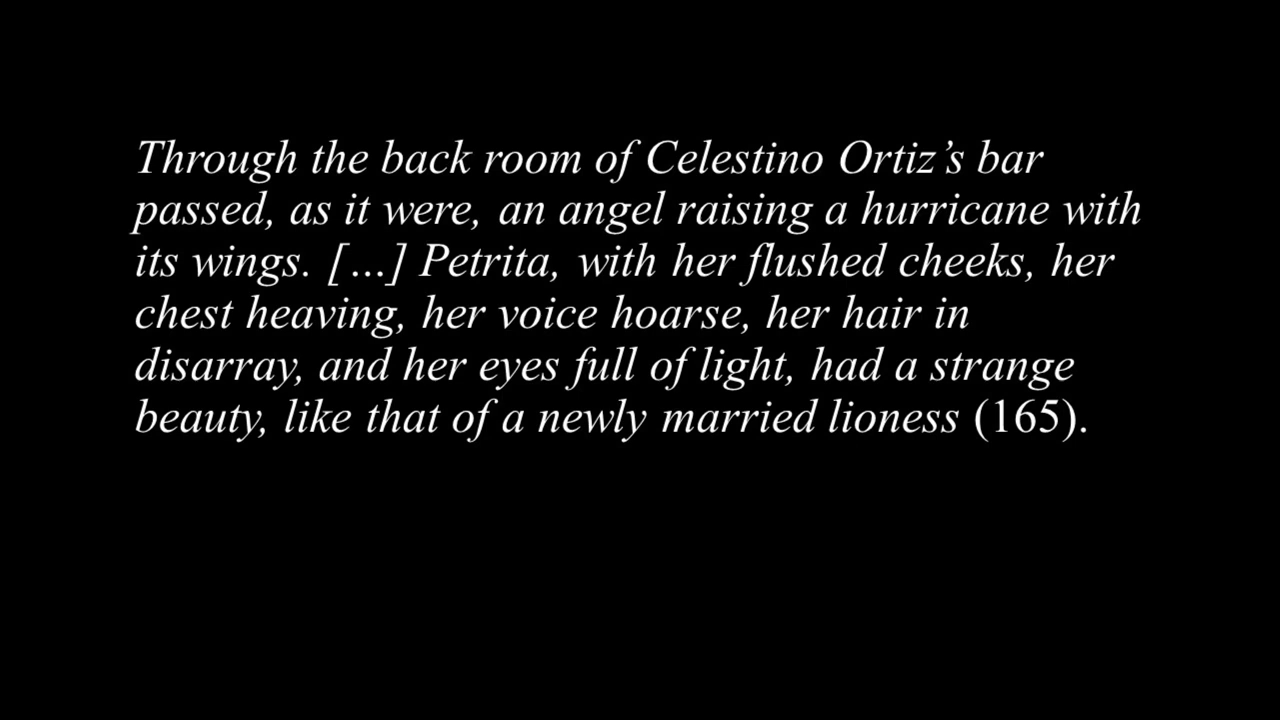 Through the back room of Celestino Ortiz’s bar
passed, as it were, an angel raising a hurricane with
its wings. […] Petrita, with her flushed cheeks, her
chest heaving, her voice hoarse, her hair in
disarray, and her eyes full of light, had a strange
beauty, like that of a newly married lioness (165).